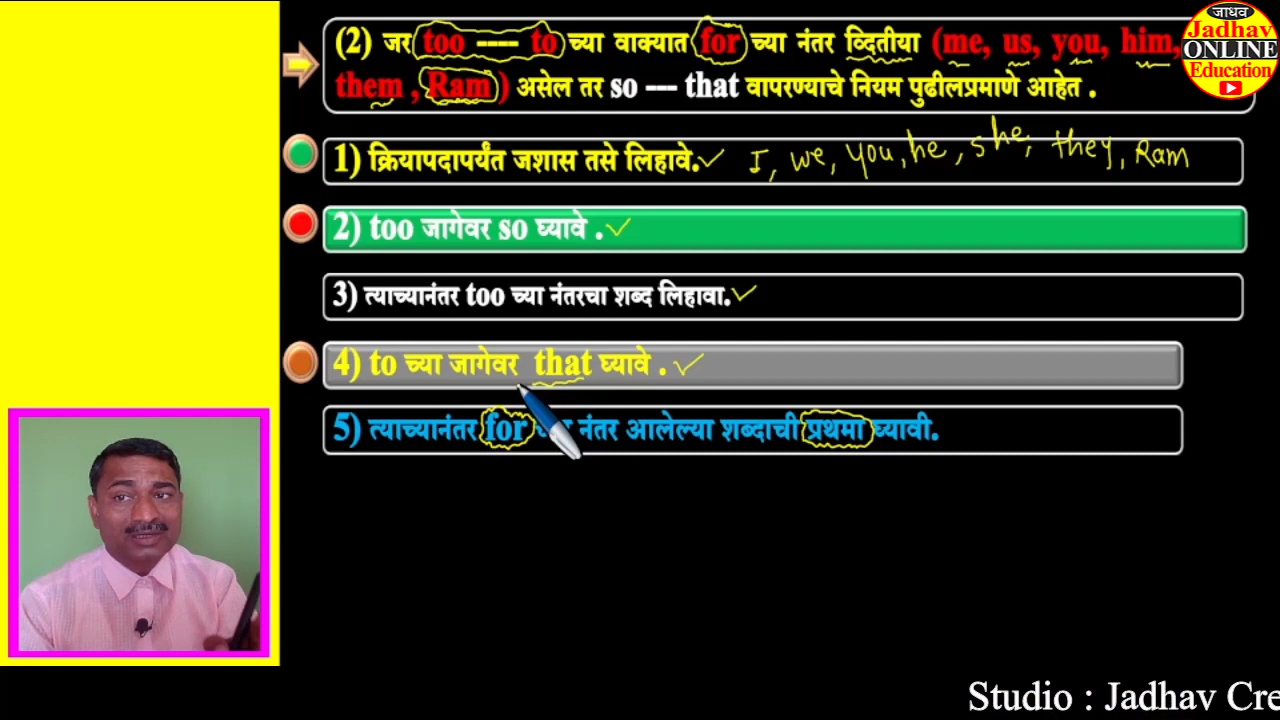 (2) जर too ---- to च्या वाक्यात for च्या नंतर व्दितीया (me, us, you, him,
them , Ram ) असेल तर so --- that वापरण्याचे नियम पुढीलप्रमाणे आहेत .
जाधव
Jadhav
ONLINE
Education
1) क्रियापदापर्यंत जशास तसे लिहावे. I, we, you, he, she, they, Ram
2) too जागेवर so घ्यावे .
3) त्याच्यानंतर too च्या नंतरचा शब्द लिहावा.
4) to च्या जागेवर that घ्यावे .
5) त्याच्यानंतर for नंतर आलेल्या शब्दाची प्रथमा घ्यावी.
Studio : Jadhav Cre